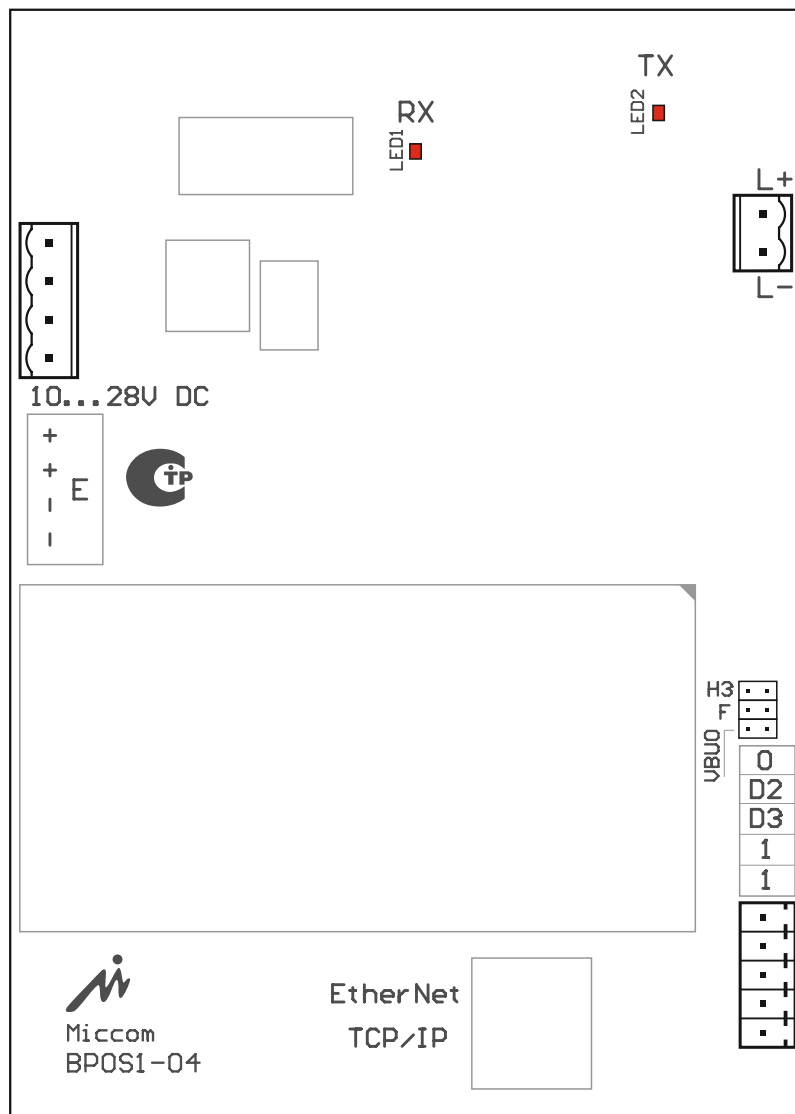 TX
LED2
RX
LED1
L+
L-
10...28V DC
+
+
-
-
E
TP
H3
F
VBUO
0
D2
D3
1
1
EtherNet
TCP/IP
Miccom
BPOS1-04